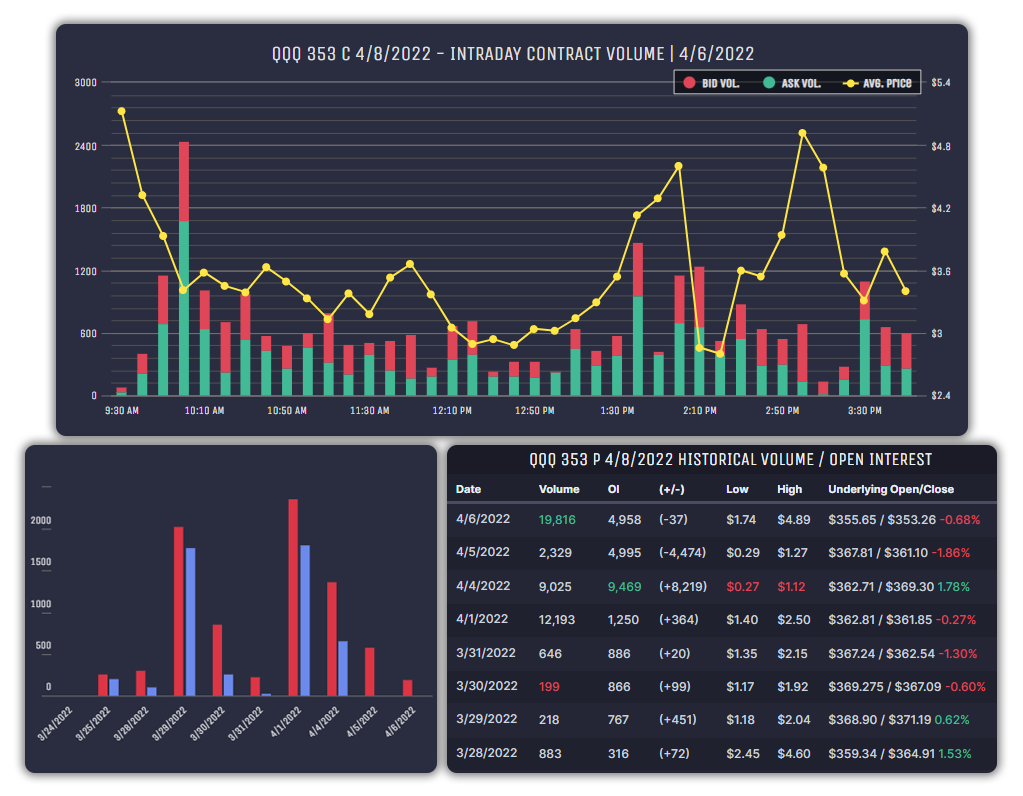 QQQ 353 C 4/8/2022 - INTRADAY CONTRACT VOLUME | 4/6/2022
BID VOL. ASK VOL. AVG. PRICE
3000 $5.4
2400 $4.8
1800 $4.2
1200 $3.6
600 $3
0 $2.4
9:30 AM 10:10 AM 10:50 AM 11:30 AM 12:10 PM 12:50 PM 1:30 PM 2:10 PM 2:50 PM 3:30 PM
2000
1500
1000
500
0
3/24/2022 3/25/2022 3/28/2022 3/29/2022 3/30/2022 3/31/2022 4/1/2022 4/4/2022 4/5/2022 4/6/2022
QQQ 353 P 4/8/2022 HISTORICAL VOLUME / OPEN INTEREST
Date Volume OI (+/-) Low High Underlying Open/Close
4/6/2022 19,816 4,958 (-37) $1.74 $4.89 $355.65 / $353.26 -0.68%
4/5/2022 2,329 4,995 (-4,474) $0.29 $1.27 $367.81 / $361.10 -1.86%
4/4/2022 9,025 9,469 (+8,219) $0.27 $1.12 $362.71 / $369.30 1.78%
4/1/2022 12,193 1,250 (+364) $1.40 $2.50 $362.81 / $361.85 -0.27%
3/31/2022 646 886 (+20) $1.35 $2.15 $367.24 / $362.54 -1.30%
3/30/2022 199 866 (+99) $1.17 $1.92 $369.275 / $367.09 -0.60%
3/29/2022 218 767 (+451) $1.18 $2.04 $368.90 / $371.19 0.62%
3/28/2022 883 316 (+72) $2.45 $4.60 $359.34 / $364.91 1.53%